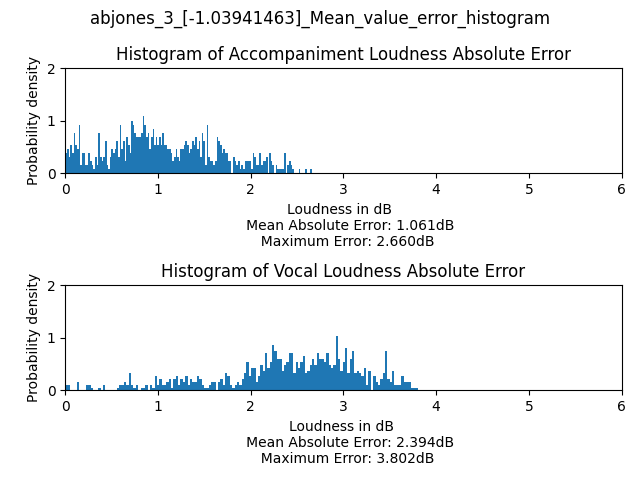 abjones_3_[-1.03941463]_Mean_value_error_histogram
Histogram of Accompaniment Loudness Absolute Error
Probability density
2
1
0
0 1 2 3 4 5 6
Loudness in dB
Mean Absolute Error: 1.061dB
Maximum Error: 2.660dB
Histogram of Vocal Loudness Absolute Error
Probability density
2
1
0
0 1 2 3 4 5 6
Loudness in dB
Mean Absolute Error: 2.394dB
Maximum Error: 3.802dB